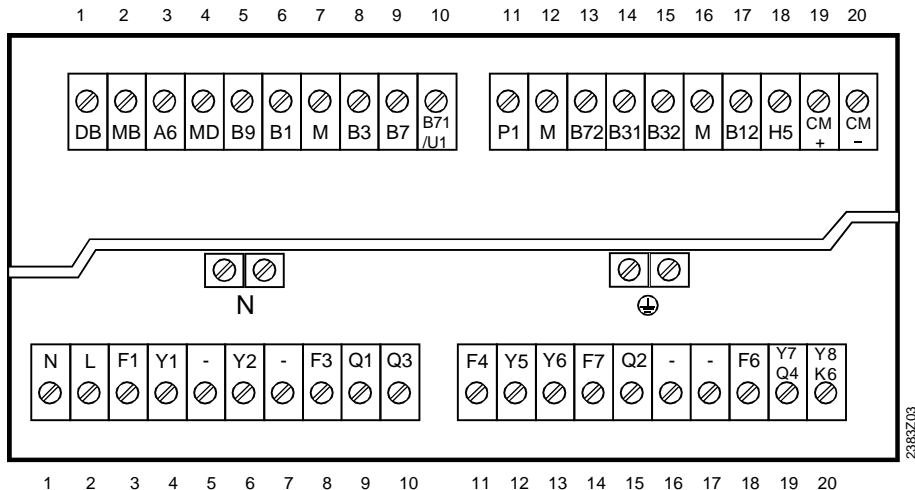 1 2 3 4 5 6 7 8 9 10 11 12 13 14 15 16 17 18 19 20
DB MB A6 MD B9 B1 M B3 B7 B71 /U1 P1 M B72 B31 B32 M B12 H5 CM + CM -
N
N L F1 Y1 - Y2 - F3 Q1 Q3 F4 Y5 Y6 F7 Q2 - - F6 Y7 Q4 Y8 K6
1 2 3 4 5 6 7 8 9 10 11 12 13 14 15 16 17 18 19 20
2383Z03